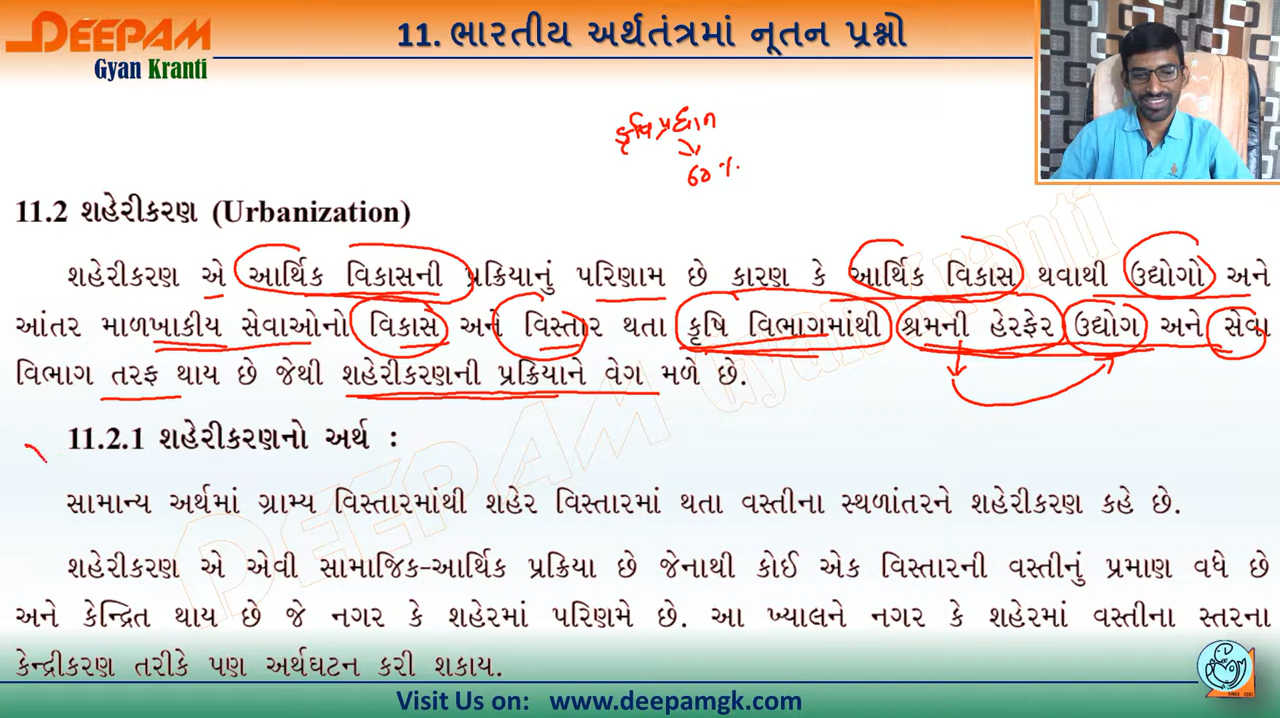 DEEPAM
Gyan Kranti
11. ભારતીય અર્થતંત્રમાં નૂતન પ્રશ્નો
કૃષિ પ્રધાન
60 %
11.2 શહેરીકરણ (Urbanization)
શહેરીકરણ એ આર્થિક વિકાસની પ્રક્રિયાનું પરિણામ છે કારણ કે આર્થિક વિકાસ થવાથી ઉદ્યોગો અને
આંતર માળખાકીય સેવાઓનો વિકાસ અને વિસ્તાર થતા કૃષિ વિભાગમાંથી શ્રમની હેરફેર ઉદ્યોગ અને સેવા
વિભાગ તરફ થાય છે જેથી શહેરીકરણની પ્રક્રિયાને વેગ મળે છે.
11.2.1 શહેરીકરણનો અર્થ :
સામાન્ય અર્થમાં ગ્રામ્ય વિસ્તારમાંથી શહેર વિસ્તારમાં થતા વસ્તીના સ્થળાંતરને શહેરીકરણ કહે છે.
શહેરીકરણ એ એવી સામાજિક-આર્થિક પ્રક્રિયા છે જેનાથી કોઈ એક વિસ્તારની વસ્તીનું પ્રમાણ વધે છે
અને કેન્દ્રિત થાય છે જે નગર કે શહેરમાં પરિણમે છે. આ ખ્યાલને નગર કે શહેરમાં વસ્તીના સ્તરના
કેન્દ્રીકરણ તરીકે પણ અર્થઘટન કરી શકાય.
DEEPAM Gyan Kranti
Visit Us on: www.deepamgk.com